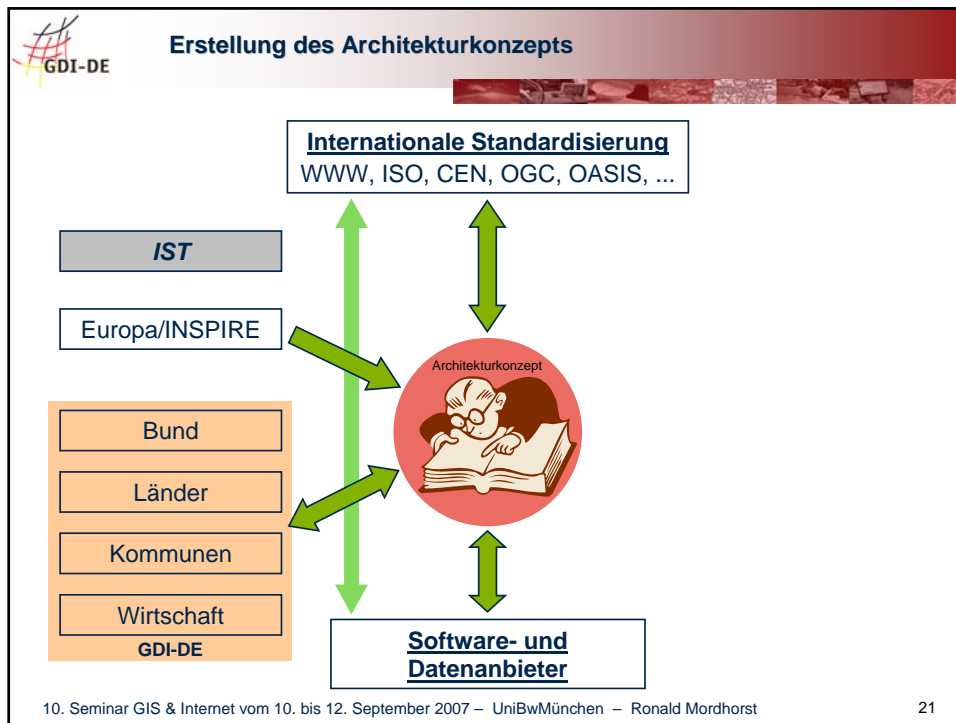 GDI-DE
Erstellung des Architekturkonzepts
Internationale Standardisierung
WWW, ISO, CEN, OGC, OASIS, ...
IST
Europa/INSPIRE
Architekturkonzept
Bund
Länder
Kommunen
Wirtschaft
GDI-DE
Software- und
Datenanbieter
10. Seminar GIS & Internet vom 10. bis 12. September 2007 – UniBwMünchen – Ronald Mordhorst
21